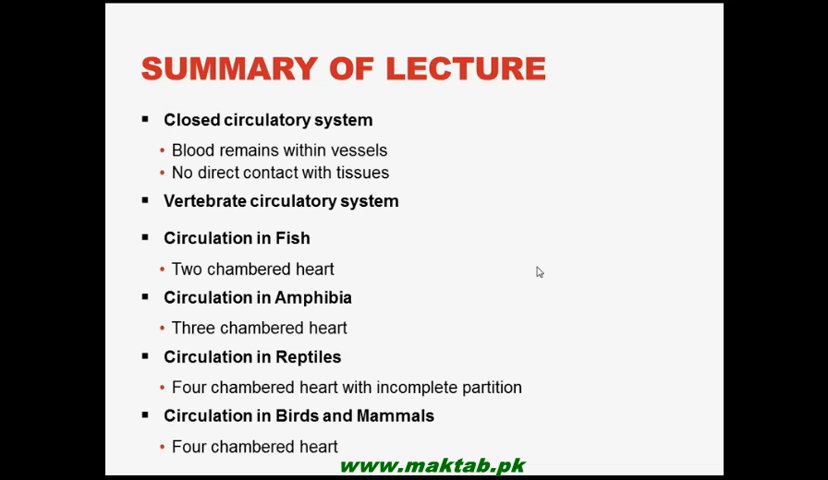 SUMMARY OF LECTURE
Closed circulatory system
Blood remains within vessels
No direct contact with tissues
Vertebrate circulatory system
Circulation in Fish
Two chambered heart
Circulation in Amphibia
Three chambered heart
Circulation in Reptiles
Four chambered heart with incomplete partition
Circulation in Birds and Mammals
Four chambered heart
www.maktab.pk